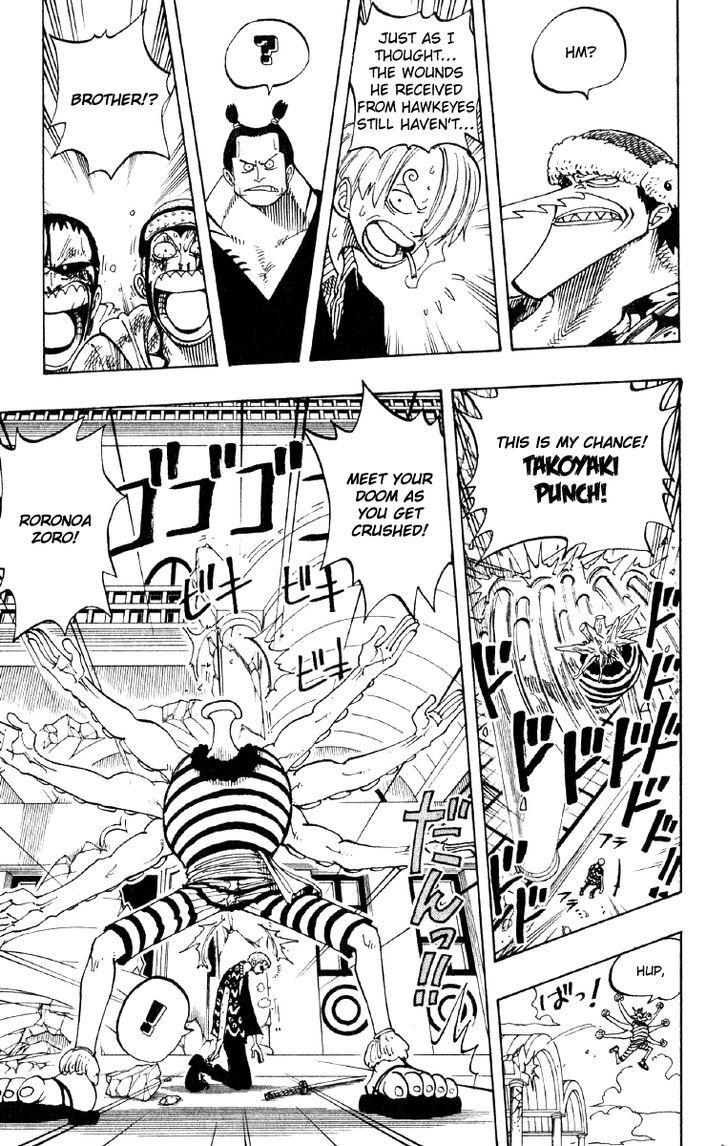 HM?
JUST AS I
THOUGHT...
THE WOUNDS
HE RECEIVED
FROM HAWKEYES
STILL HAVEN'T...
?
BROTHER!?
THIS IS MY CHANCE!
TAKOYAKI
PUNCH!
ドドドドドド
ドドド
HUP,
ばっ!
MEET YOUR
DOOM AS
YOU GET
CRUSHED!
RORONOA
ZORO!
ゴゴゴ
ビキ
ビキ
ビキ
だんっ!!
!